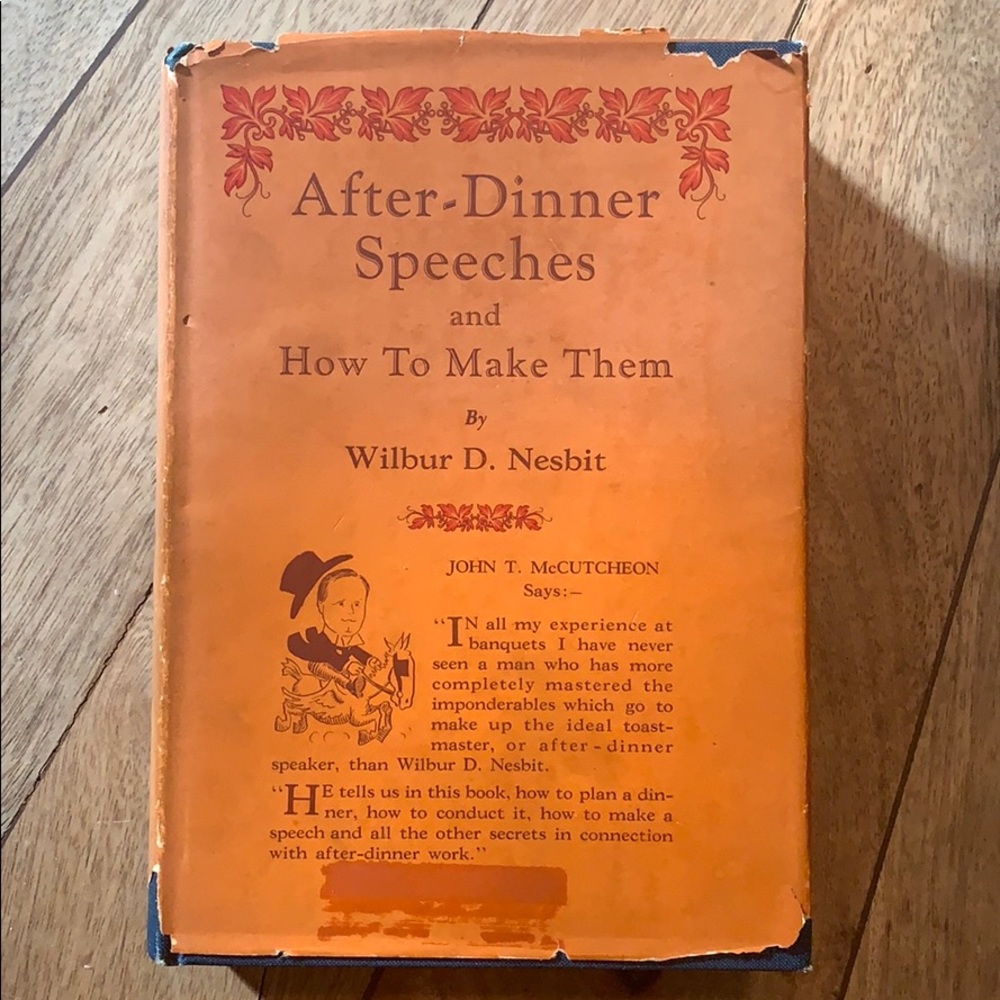 After-Dinner
Speeches
and
How To Make Them
By
Wilbur D. Nesbit
JOHN T. McCUTCHEON
Says:—
"IN all my experience at
banquets I have never
seen a man who has more
completely mastered the
imponderables which go to
make up the ideal toast-
master, or after-dinner
speaker, than Wilbur D. Nesbit.
"HE tells us in this book, how to plan a din-
ner, how to conduct it, how to make a
speech and all the other secrets in connection
with after-dinner work."